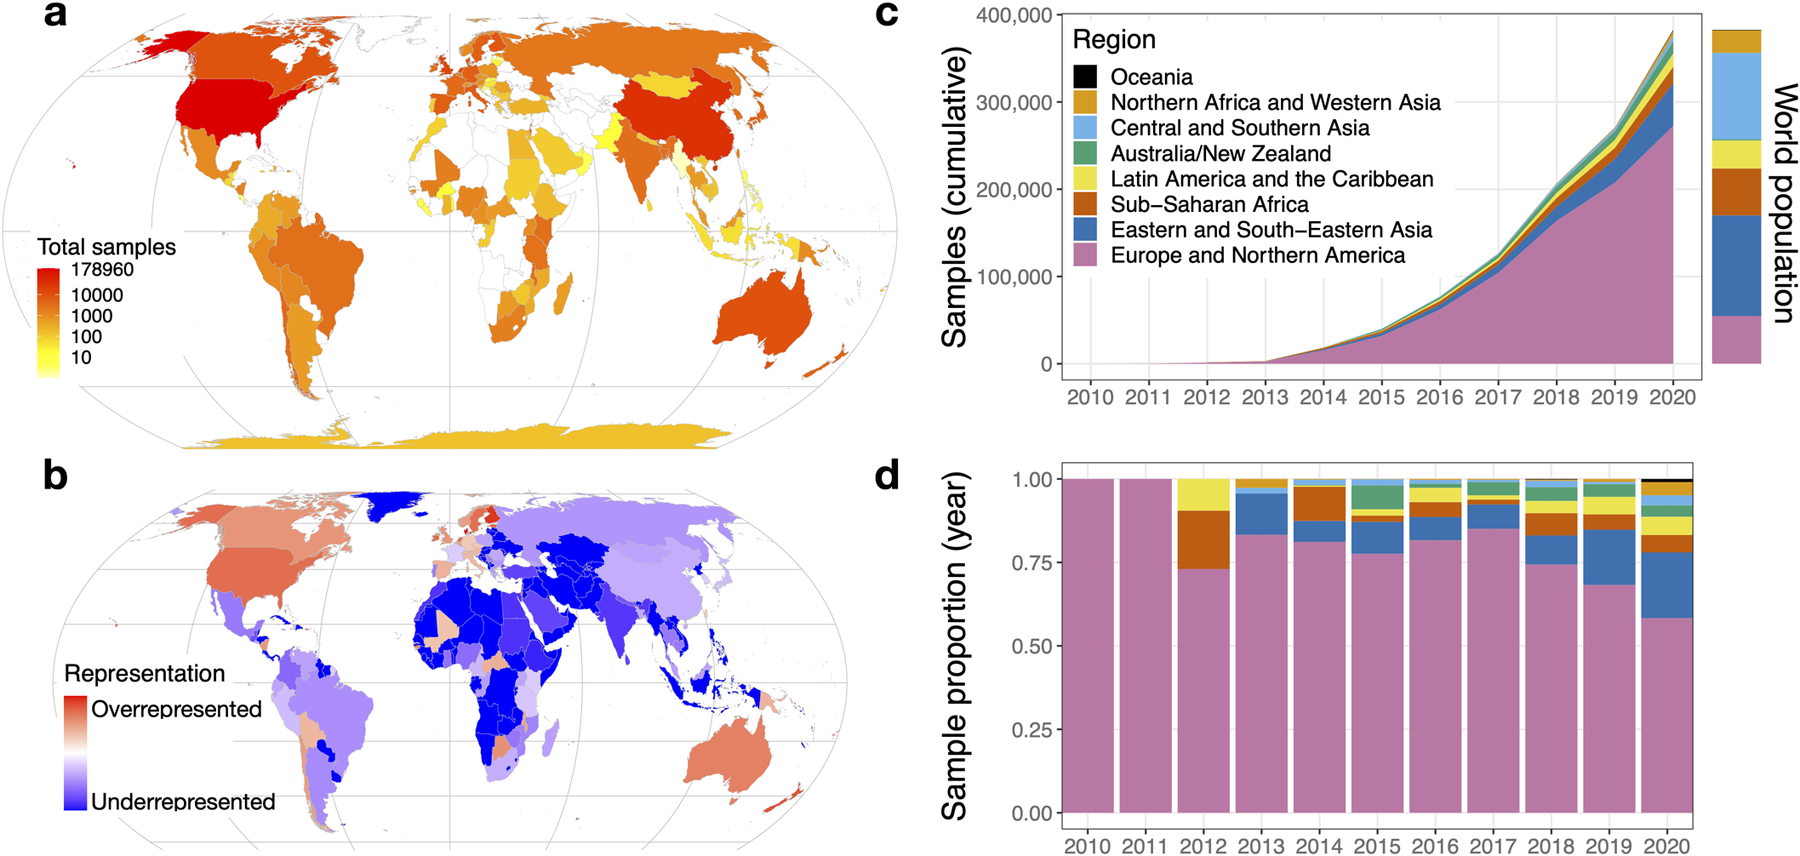 a
Total samples
178960
10000
1000
100
10
b
Representation
Overrepresented
Underrepresented
c
Samples (cumulative)
400,000
300,000
200,000
100,000
0
Region
Oceania
Northern Africa and Western Asia
Central and Southern Asia
Australia/New Zealand
Latin America and the Caribbean
Sub−Saharan Africa
Eastern and South−Eastern Asia
Europe and Northern America
2010 2011 2012 2013 2014 2015 2016 2017 2018 2019 2020
World population
d
Sample proportion (year)
1.00
0.75
0.50
0.25
0.00
2010 2011 2012 2013 2014 2015 2016 2017 2018 2019 2020